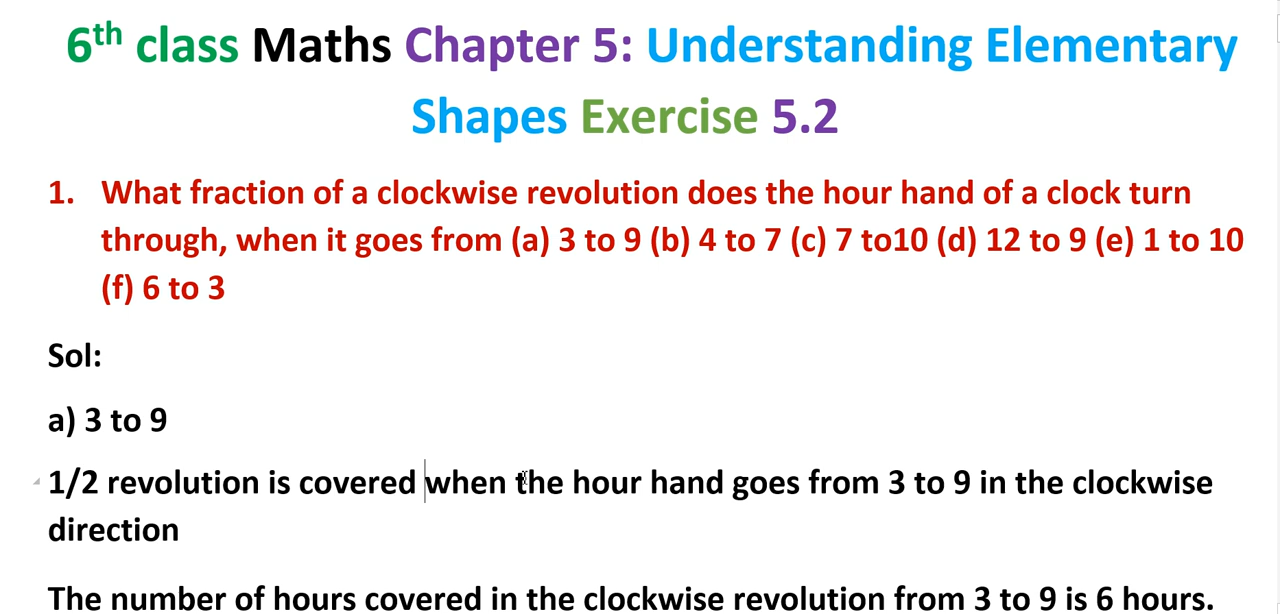 6th class Maths Chapter 5: Understanding Elementary
Shapes Exercise 5.2
1. What fraction of a clockwise revolution does the hour hand of a clock turn
through, when it goes from (a) 3 to 9 (b) 4 to 7 (c) 7 to10 (d) 12 to 9 (e) 1 to 10
(f) 6 to 3
Sol:
a) 3 to 9
1/2 revolution is covered when the hour hand goes from 3 to 9 in the clockwise
direction
The number of hours covered in the clockwise revolution from 3 to 9 is 6 hours.